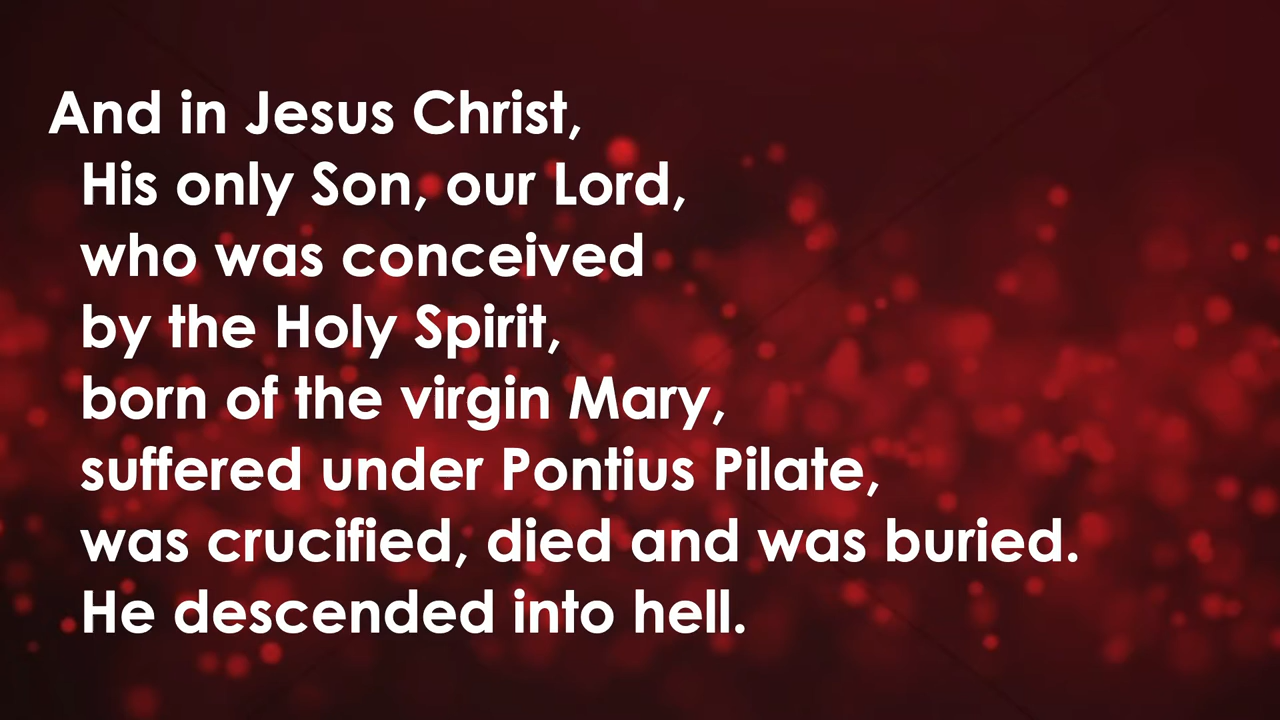 And in Jesus Christ,
His only Son, our Lord,
who was conceived
by the Holy Spirit,
born of the virgin Mary,
suffered under Pontius Pilate,
was crucified, died and was buried.
He descended into hell.